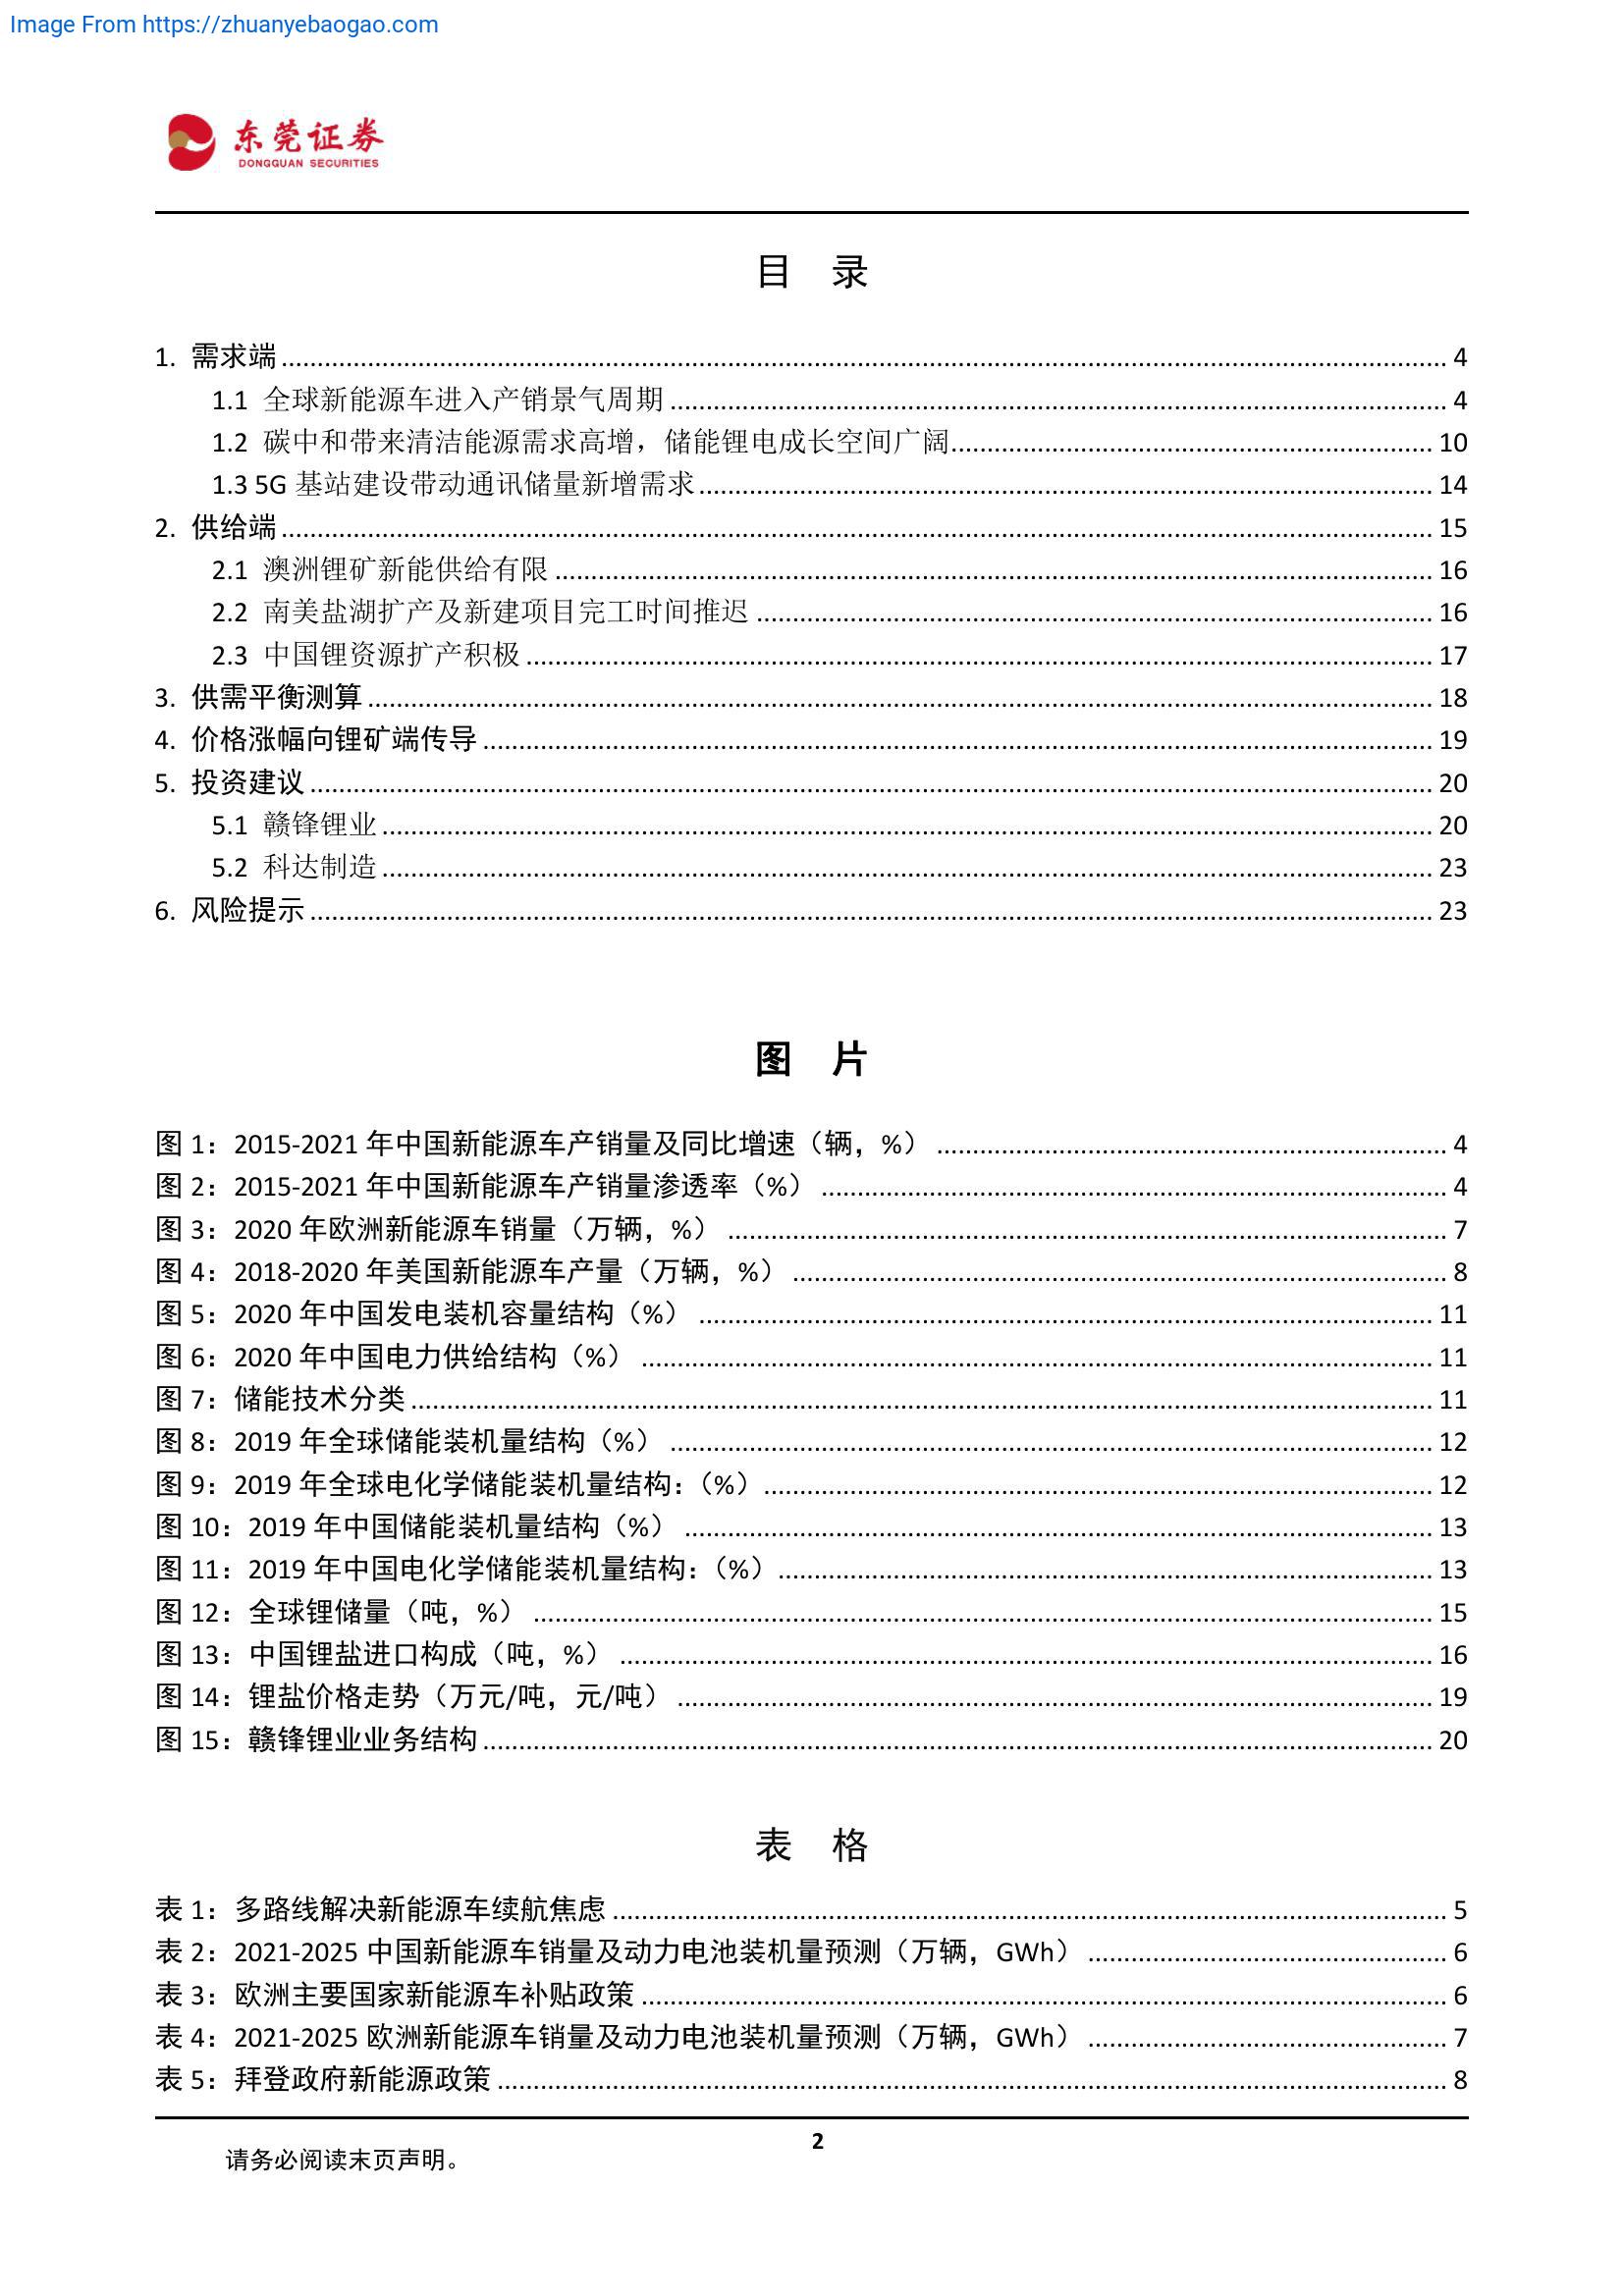 Image From https://zhuanyebaogao.com
东莞证券
DONGGUAN SECURITIES
目 录
1. 需求端 4
1.1 全球新能源车进入产销景气周期 4
1.2 碳中和带来清洁能源需求高增，储能锂电成长空间广阔 10
1.3 5G 基站建设带动通讯储量新增需求 14
2. 供给端 15
2.1 澳洲锂矿新能供给有限 16
2.2 南美盐湖扩产及新建项目完工时间推迟 16
2.3 中国锂资源扩产积极 17
3. 供需平衡测算 18
4. 价格涨幅向锂矿端传导 19
5. 投资建议 20
5.1 赣锋锂业 20
5.2 科达制造 23
6. 风险提示 23
图 片
图 1：2015-2021 年中国新能源车产销量及同比增速（辆，%） 4
图 2：2015-2021 年中国新能源车产销量渗透率（%） 4
图 3：2020 年欧洲新能源车销量（万辆，%） 7
图 4：2018-2020 年美国新能源车产量（万辆，%） 8
图 5：2020 年中国发电装机容量结构（%） 11
图 6：2020 年中国电力供给结构（%） 11
图 7：储能技术分类 11
图 8：2019 年全球储能装机量结构（%） 12
图 9：2019 年全球电化学储能装机量结构：（%） 12
图 10：2019 年中国储能装机量结构（%） 13
图 11：2019 年中国电化学储能装机量结构：（%） 13
图 12：全球锂储量（吨，%） 15
图 13：中国锂盐进口构成（吨，%） 16
图 14：锂盐价格走势（万元/吨，元/吨） 19
图 15：赣锋锂业业务结构 20
表 格
表 1：多路线解决新能源车续航焦虑 5
表 2：2021-2025 中国新能源车销量及动力电池装机量预测（万辆，GWh） 6
表 3：欧洲主要国家新能源车补贴政策 6
表 4：2021-2025 欧洲新能源车销量及动力电池装机量预测（万辆，GWh） 7
表 5：拜登政府新能源政策 8
2
请务必阅读末页声明。